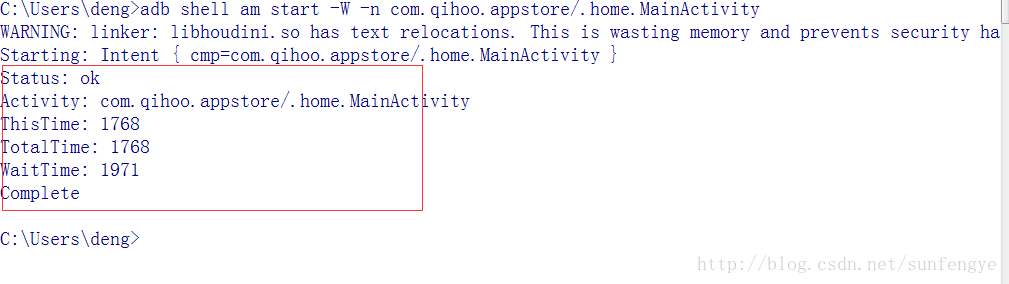 C:\Users\deng>adb shell am start -W -n com.qihoo.appstore/.home.MainActivity
WARNING: linker: libhoudini.so has text relocations. This is wasting memory and prevents security ha
Starting: Intent { cmp=com.qihoo.appstore/.home.MainActivity }
Status: ok
Activity: com.qihoo.appstore/.home.MainActivity
ThisTime: 1768
TotalTime: 1768
WaitTime: 1971
Complete
C:\Users\deng>
http://blog.csdn.net/sunfengye